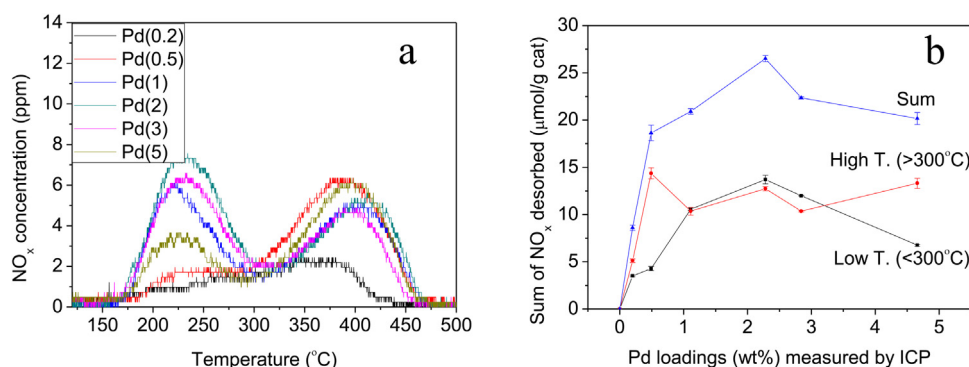 a
14
12
10
8
6
4
2
0
NOx concentration (ppm)
Pd(0.2)
Pd(0.5)
Pd(1)
Pd(2)
Pd(3)
Pd(5)
150 200 250 300 350 400 450 500
Temperature (°C)
b
30
25
20
15
10
5
0
Sum of NOx desorbed (μmol/g cat)
Sum
High T. (>300°C)
Low T. (<300°C)
0 1 2 3 4 5
Pd loadings (wt%) measured by ICP